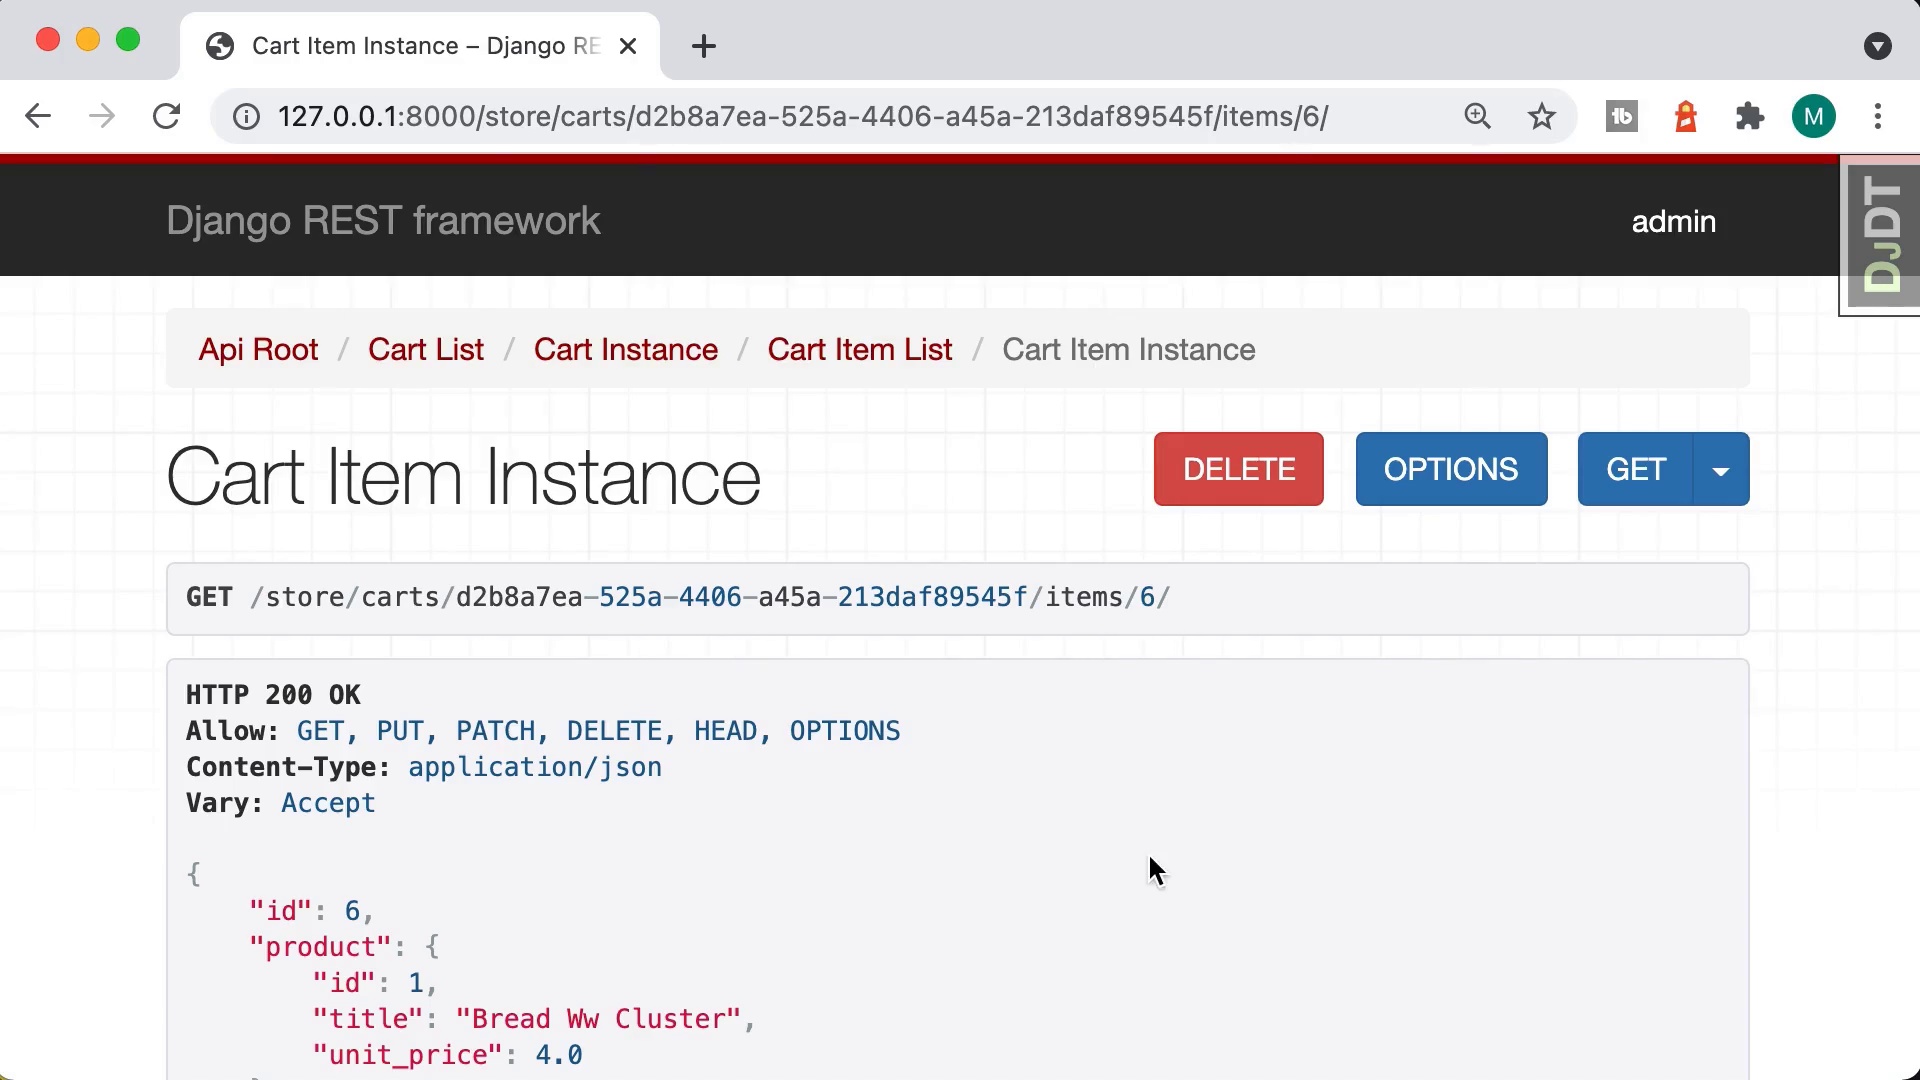 Cart Item Instance – Django RE
127.0.0.1:8000/store/carts/d2b8a7ea-525a-4406-a45a-213daf89545f/items/6/
tb
M
Django REST framework
admin
DJDT
Api Root / Cart List / Cart Instance / Cart Item List / Cart Item Instance
Cart Item Instance
DELETE
OPTIONS
GET
GET /store/carts/d2b8a7ea-525a-4406-a45a-213daf89545f/items/6/
HTTP 200 OK
Allow: GET, PUT, PATCH, DELETE, HEAD, OPTIONS
Content-Type: application/json
Vary: Accept
{
"id": 6,
"product": {
"id": 1,
"title": "Bread Ww Cluster",
"unit_price": 4.0